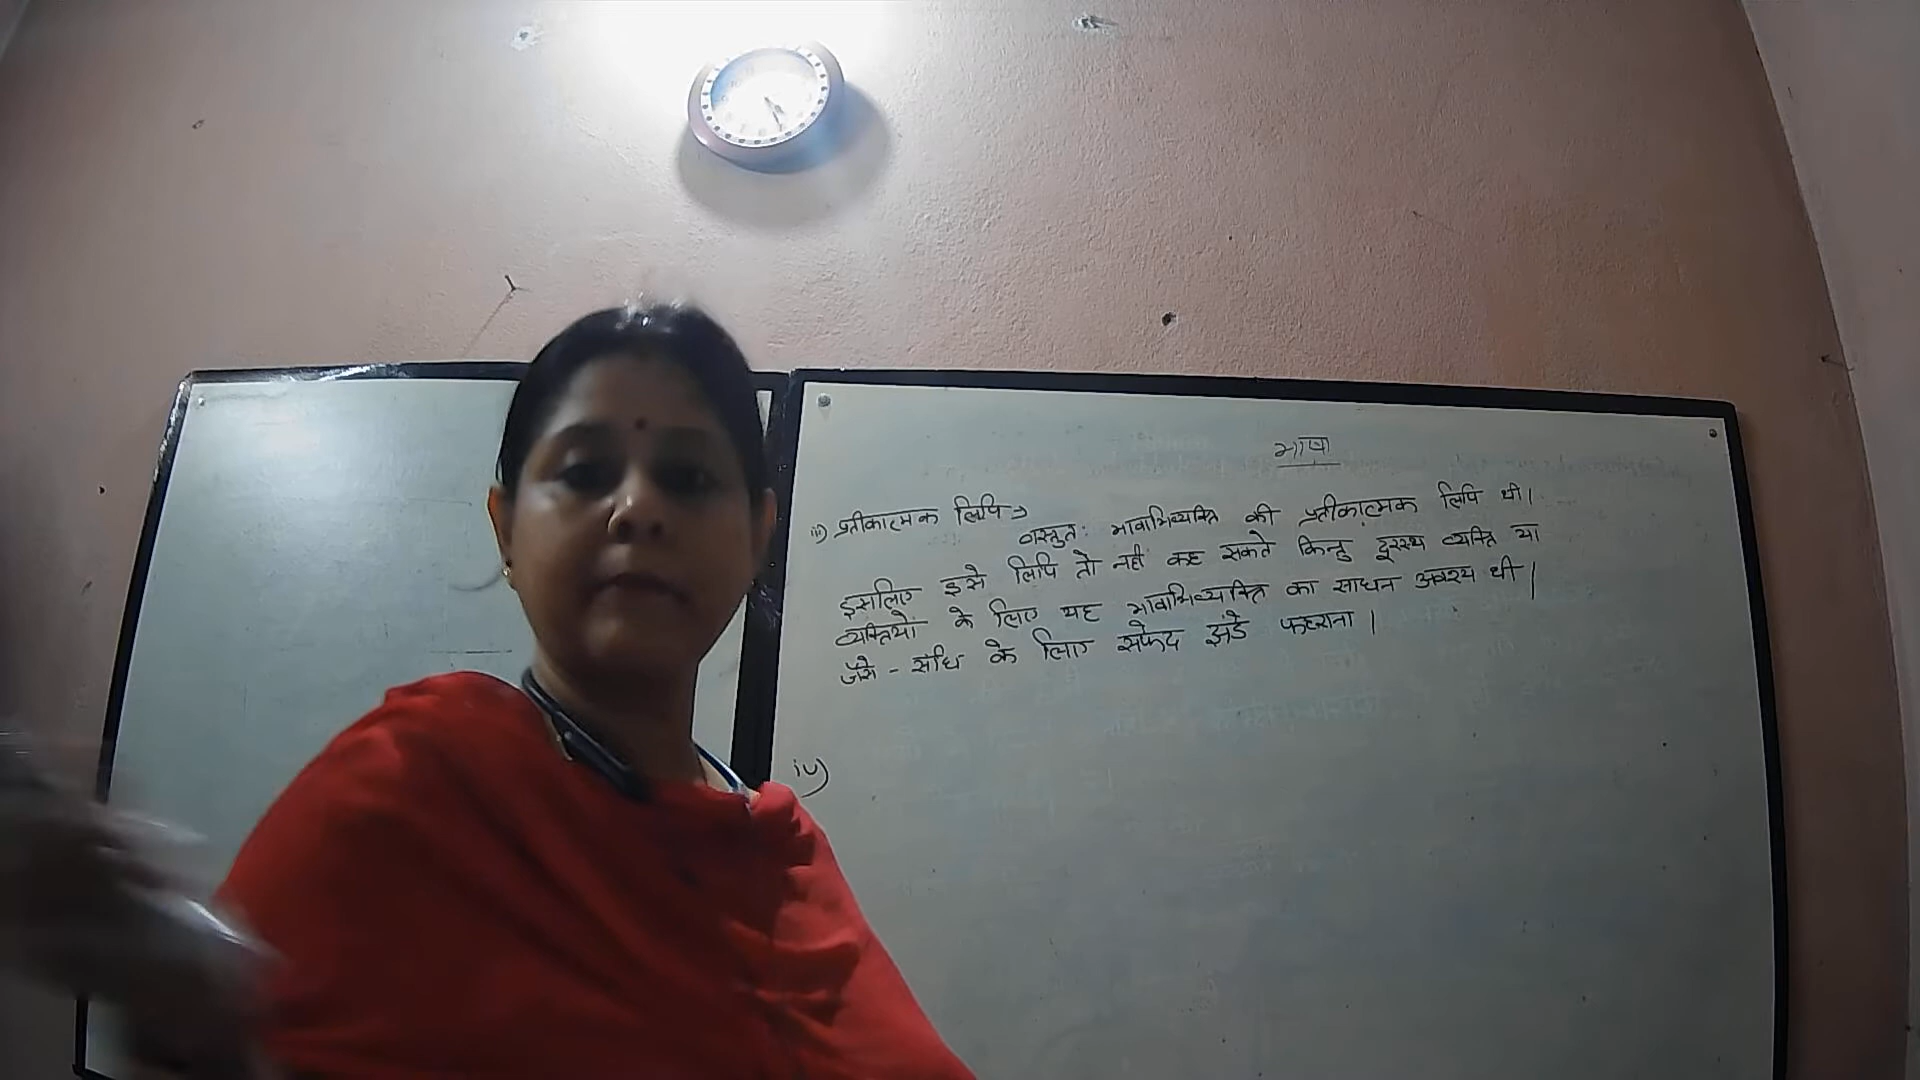 भाषा
iii) प्रतीकात्मक लिपि →
वस्तुत: भावाभिव्यक्ति की प्रतीकात्मक लिपि थी।
इसलिए इसे लिपि तो नही कह सकते किन्तु दूरस्थ व्यक्ति या
व्यक्तियों के लिए यह भावाभिव्यक्ति का साधन अवश्य थी।
जैसे - संधि के लिए सफेद झंडे फहराना।
iv)